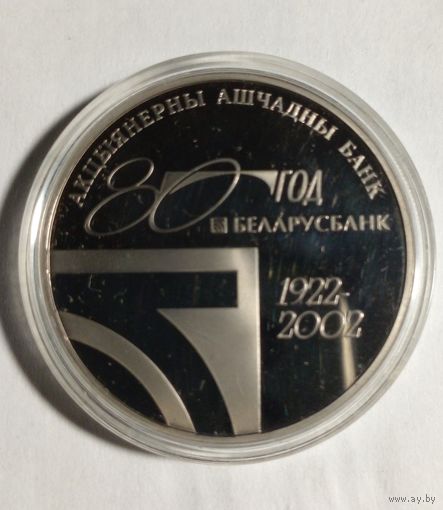 АКЦЫЯНЕРНЫ АШЧАДНЫ БАНК
80 ГОД
БЕЛАРУСБАНК
1922-
2002
www.ay.by